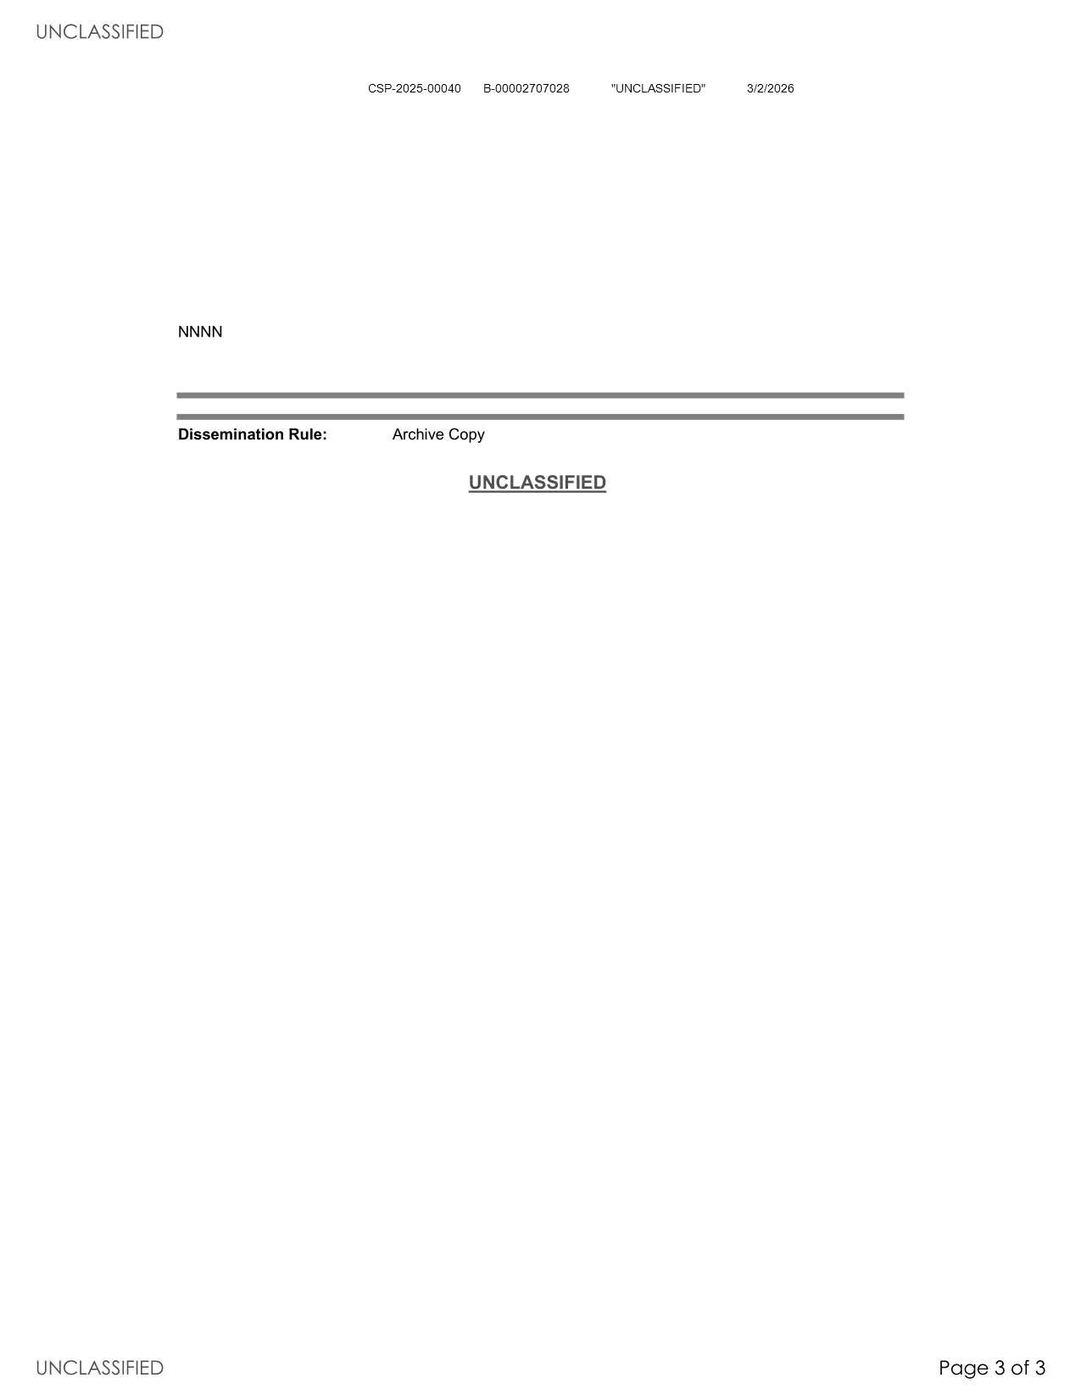 UNCLASSIFIED
CSP-2025-00040 B-00002707028 "UNCLASSIFIED" 3/2/2026
NNNN
Dissemination Rule: Archive Copy
UNCLASSIFIED
UNCLASSIFIED Page 3 of 3